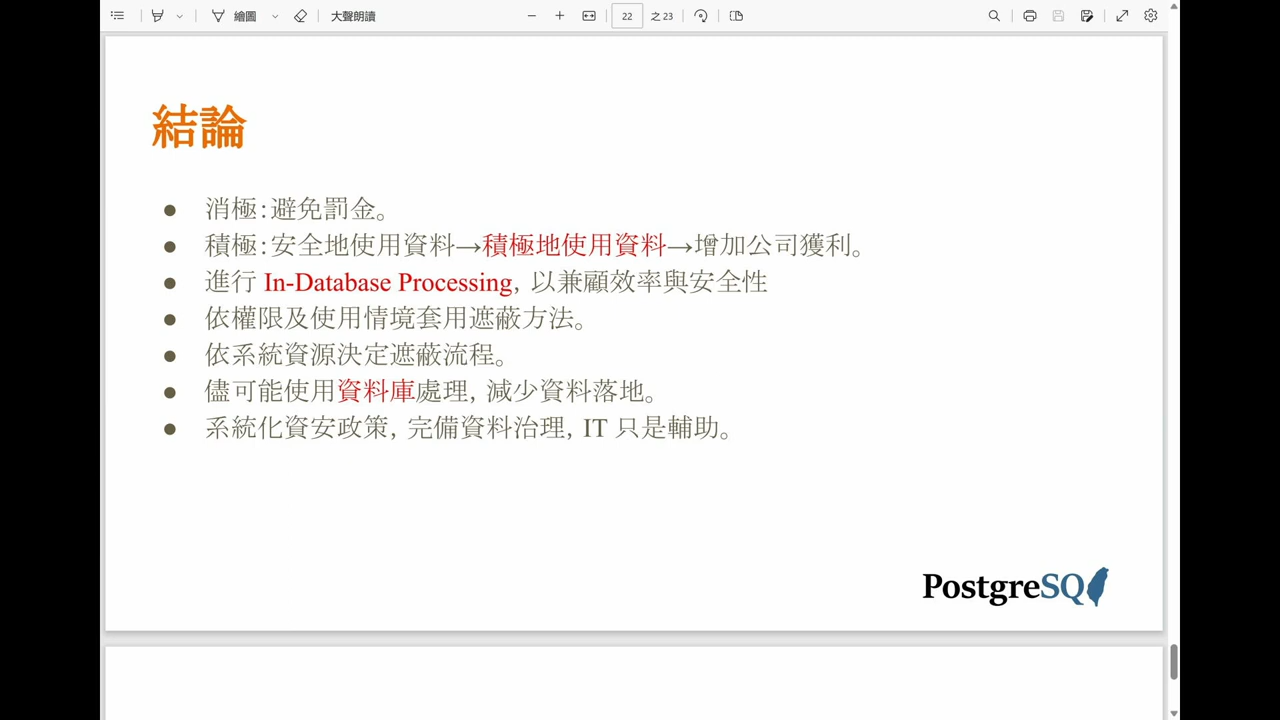 繪圖
大聲朗讀
22
之 23
結論
● 消極:避免罰金。
● 積極:安全地使用資料→積極地使用資料→增加公司獲利。
● 進行 In-Database Processing, 以兼顧效率與安全性
● 依權限及使用情境套用遮蔽方法。
● 依系統資源決定遮蔽流程。
● 儘可能使用資料庫處理, 減少資料落地。
● 系統化資安政策, 完備資料治理, IT 只是輔助。
PostgreSQ